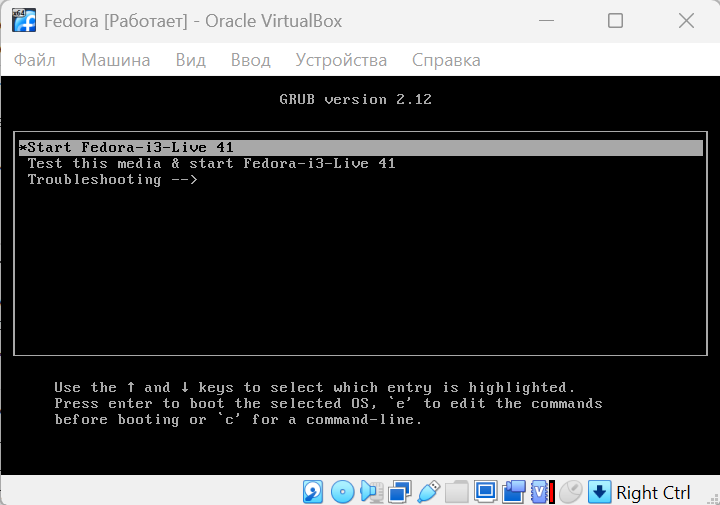 Fedora [Работает] - Oracle VirtualBox
Файл Машина Вид Ввод Устройства Справка
GRUB version 2.12
*Start Fedora-i3-Live 41
Test this media & start Fedora-i3-Live 41
Troubleshooting -->
Use the ↑ and ↓ keys to select which entry is highlighted.
Press enter to boot the selected OS, `e' to edit the commands
before booting or `c' for a command-line.
Right Ctrl